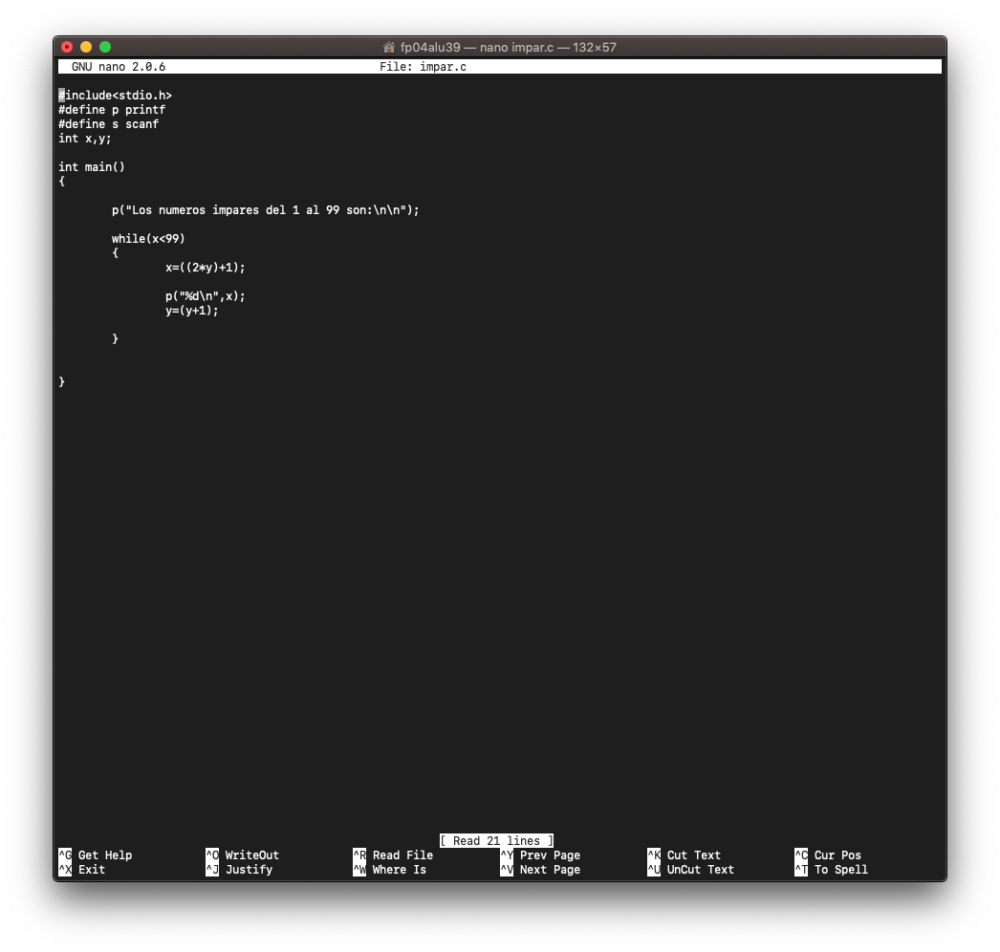 fp04alu39 — nano impar.c — 132×57
GNU nano 2.0.6 File: impar.c
#include<stdio.h>
#define p printf
#define s scanf
int x,y;
int main()
{
p("Los numeros impares del 1 al 99 son:\n\n");
while(x<99)
{
x=((2*y)+1);
p("%d\n",x);
y=(y+1);
}
}
[ Read 21 lines ]
^G Get Help ^O WriteOut ^R Read File ^Y Prev Page ^K Cut Text ^C Cur Pos
^X Exit ^J Justify ^W Where Is ^V Next Page ^U UnCut Text ^T To Spell